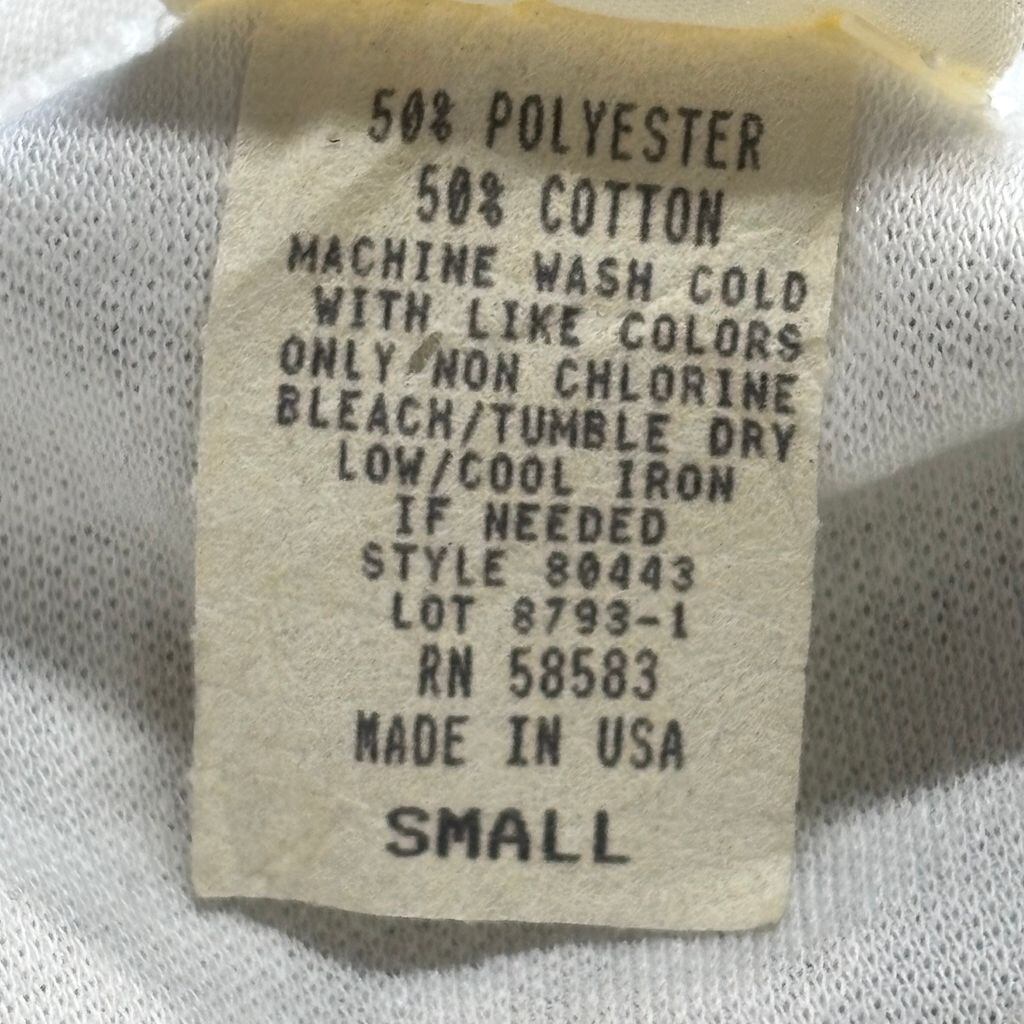 50% POLYESTER
50% COTTON
MACHINE WASH COLD
WITH LIKE COLORS
ONLY NON CHLORINE
BLEACH/TUMBLE DRY
LOW/COOL IRON
IF NEEDED
STYLE 80443
LOT 8793-1
RN 58583
MADE IN USA
SMALL